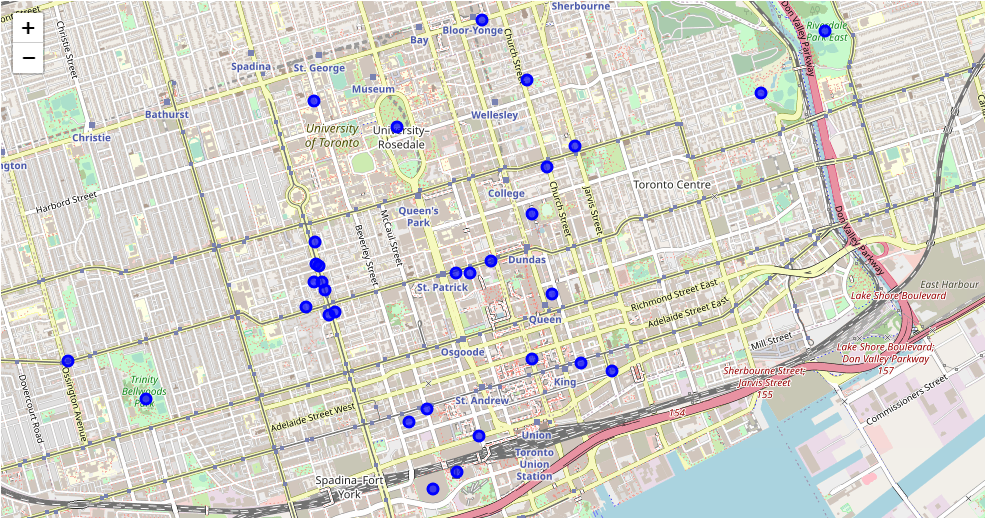 +
−
Christie Street
Sherbourne
Bloor-Yonge
Bay
Church Street
Don Valley Parkway
Riverdale
Park East
Spadina
St. George
Museum
Bathurst
Wellesley
University
of Toronto
University–
Rosedale
Christie
ngton
Harbord Street
Toronto Centre
College
Queen's
Park
Church Street
Jarvis Street
McCaul Street
Beverley Street
Don Valley Parkway
Dundas
St. Patrick
Richmond Street East
Adelaide Street East
East Harbour
Lake Shore Boulevard
Queen
Mill Street
Osgoode
Lake Shore Boulevard;
Don Valley Parkway
157
Sherbourne Street;
Jarvis Street
155
King
Trinity
Bellwoods
Park
Ossington Avenue
Dovercourt Road
St. Andrew
Adelaide Street West
154
Commissioners Street
Union
Toronto
Union
Station
Spadina–Fort
York